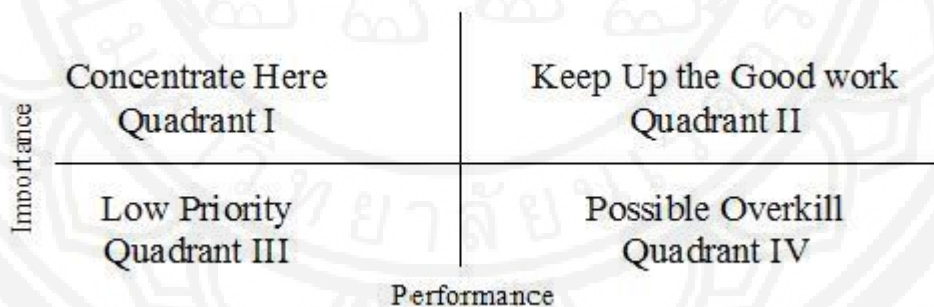 Concentrate Here
Quadrant I
Keep Up the Good work
Quadrant II
Importance
Low Priority
Quadrant III
Possible Overkill
Quadrant IV
Performance